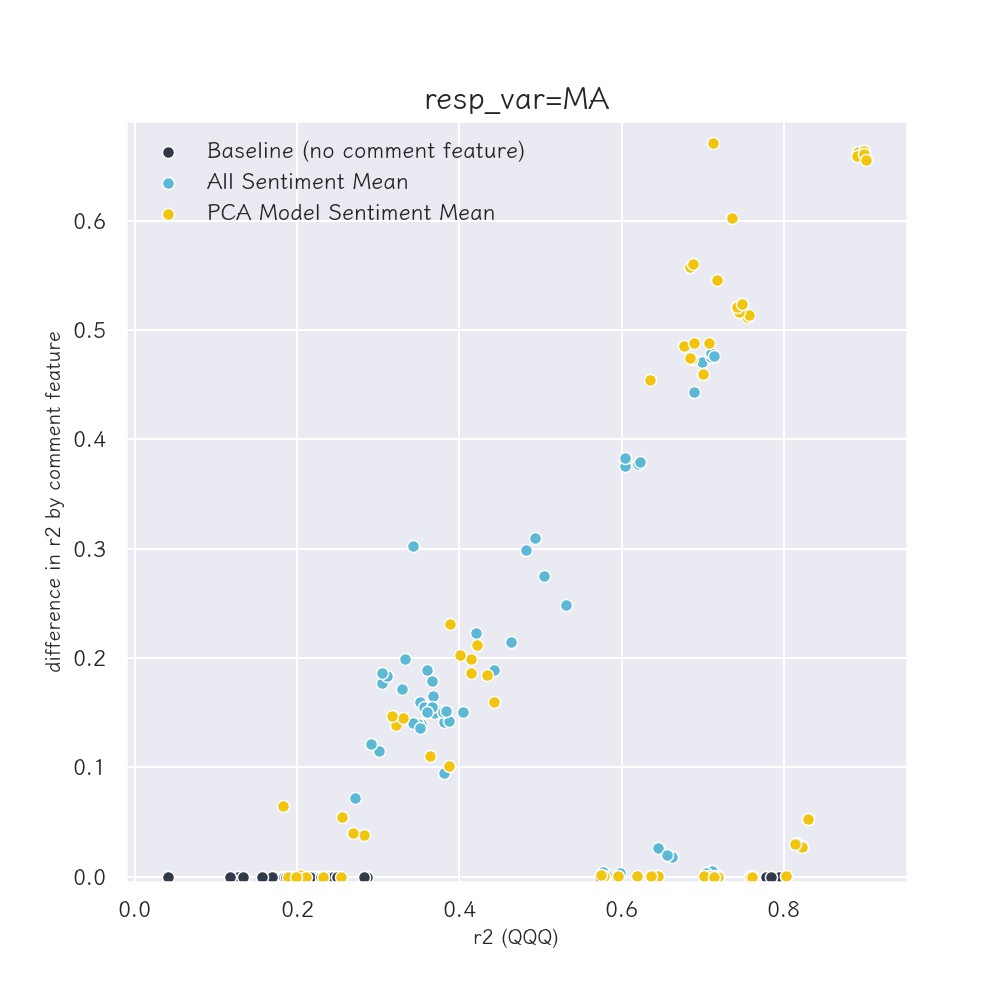 resp_var=MA
Baseline (no comment feature)
All Sentiment Mean
PCA Model Sentiment Mean
difference in r2 by comment feature
0.6
0.5
0.4
0.3
0.2
0.1
0.0
0.0 0.2 0.4 0.6 0.8
r2 (QQQ)